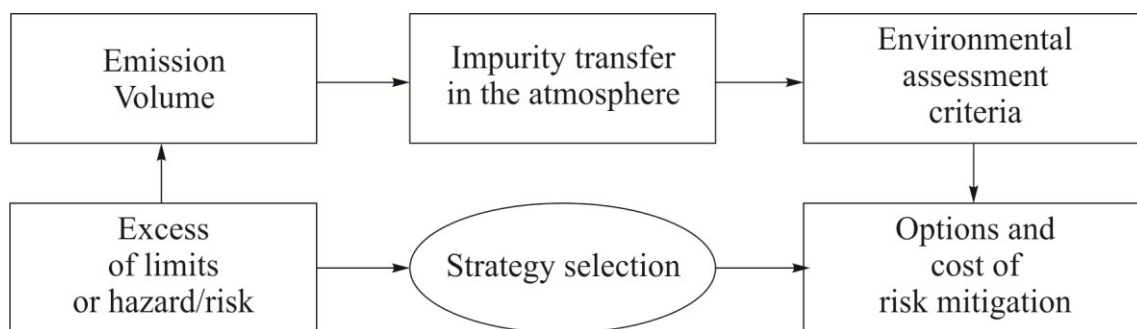 Emission
Volume
Impurity transfer
in the atmosphere
Environmental
assessment
criteria
Excess
of limits
or hazard/risk
Strategy selection
Options and
cost of
risk mitigation